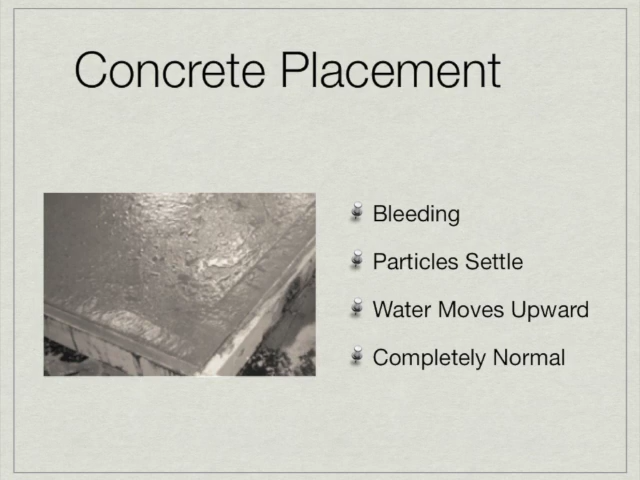 Concrete Placement
Bleeding
Particles Settle
Water Moves Upward
Completely Normal